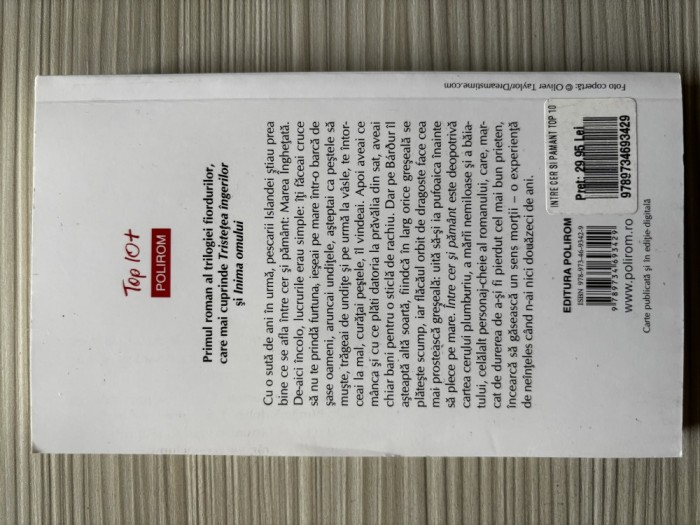 Top 10+
POLIROM
Primul roman al trilogiei fiordurilor,
care mai cuprinde Tristețea îngerilor
și Inima omului
Cu o sută de ani în urmă, pescarii Islandei știau prea
bine ce se afla între cer și pământ: Marea Înghețată.
De-aici încolo, lucrurile erau simple: îți făceai cruce
să nu te prindă furtuna, ieșeai pe mare într-o barcă de
șase oameni, aruncai undițele, așteptai ca peștele să
muște, trăgeai de undițe și pe urmă la vâsle, te întor-
ceai la mal, curățai peștele, îl vindeai. Apoi aveai ce
mânca și cu ce plăti datoria la prăvălia din sat, aveai
chiar bani pentru o sticlă de rachiu. Dar pe Bárður îl
așteaptă altă soartă, fiindcă în larg orice greșeală se
plătește scump, iar flăcăul orbit de dragoste face cea
mai prostească greșeală: uită să-și ia pufoaica înainte
să plece pe mare. Între cer și pământ este deopotrivă
cartea cerului plumburiu, a mării nemiloase și a băia-
tului, celălalt personaj-cheie al romanului, care, mar-
cat de durerea de a-și fi pierdut cel mai bun prieten,
încearcă să găsească un sens morții – o experiență
de neînțeles când n-ai nici douăzeci de ani.
EDITURA POLIROM
ISBN 978-973-46-9342-9
9 789734 693429
www.polirom.ro
Carte publicată și în ediție digitală
INTRE CER SI PAMANT TOP 10
Pret: 29,95 Lei
9789734693429
Foto copertă: © Oliver Taylor/Dreamstime.com